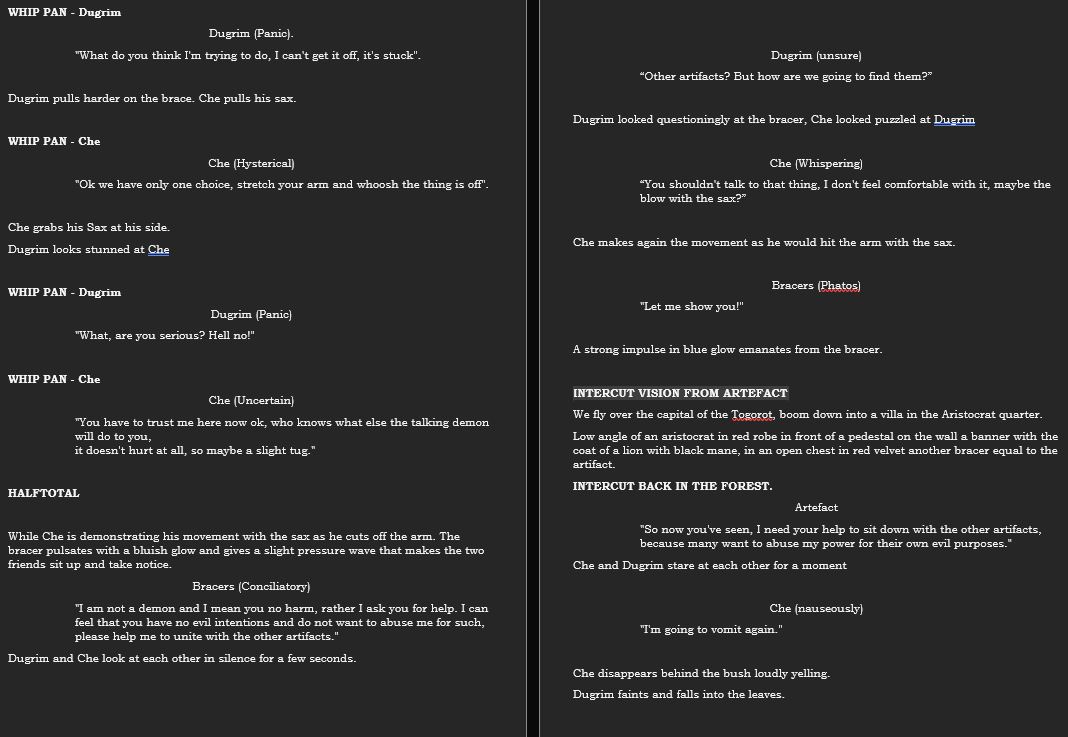 WHIP PAN - Dugrim
Dugrim (Panic).
"What do you think I'm trying to do, I can't get it off, it's stuck".
Dugrim pulls harder on the brace. Che pulls his sax.
WHIP PAN - Che
Che (Hysterical)
"Ok we have only one choice, stretch your arm and whoosh the thing is off".
Che grabs his Sax at his side.
Dugrim looks stunned at Che
WHIP PAN - Dugrim
Dugrim (Panic)
"What, are you serious? Hell no!"
WHIP PAN - Che
Che (Uncertain)
"You have to trust me here now ok, who knows what else the talking demon
will do to you,
it doesn't hurt at all, so maybe a slight tug."
HALFTOTAL
While Che is demonstrating his movement with the sax as he cuts off the arm. The
bracer pulsates with a bluish glow and gives a slight pressure wave that makes the two
friends sit up and take notice.
Bracers (Conciliatory)
"I am not a demon and I mean you no harm, rather I ask you for help. I can
feel that you have no evil intentions and do not want to abuse me for such,
please help me to unite with the other artifacts."
Dugrim and Che look at each other in silence for a few seconds.
Dugrim (unsure)
“Other artifacts? But how are we going to find them?”
Dugrim looked questioningly at the bracer, Che looked puzzled at Dugrim
Che (Whispering)
“You shouldn't talk to that thing, I don't feel comfortable with it, maybe the
blow with the sax?”
Che makes again the movement as he would hit the arm with the sax.
Bracers (Phatos)
"Let me show you!"
A strong impulse in blue glow emanates from the bracer.
INTERCUT VISION FROM ARTEFACT
We fly over the capital of the Togorot, boom down into a villa in the Aristocrat quarter.
Low angle of an aristocrat in red robe in front of a pedestal on the wall a banner with the
coat of a lion with black mane, in an open chest in red velvet another bracer equal to the
artifact.
INTERCUT BACK IN THE FOREST.
Artefact
"So now you've seen, I need your help to sit down with the other artifacts,
because many want to abuse my power for their own evil purposes."
Che and Dugrim stare at each other for a moment
Che (nauseously)
"I'm going to vomit again."
Che disappears behind the bush loudly yelling.
Dugrim faints and falls into the leaves.